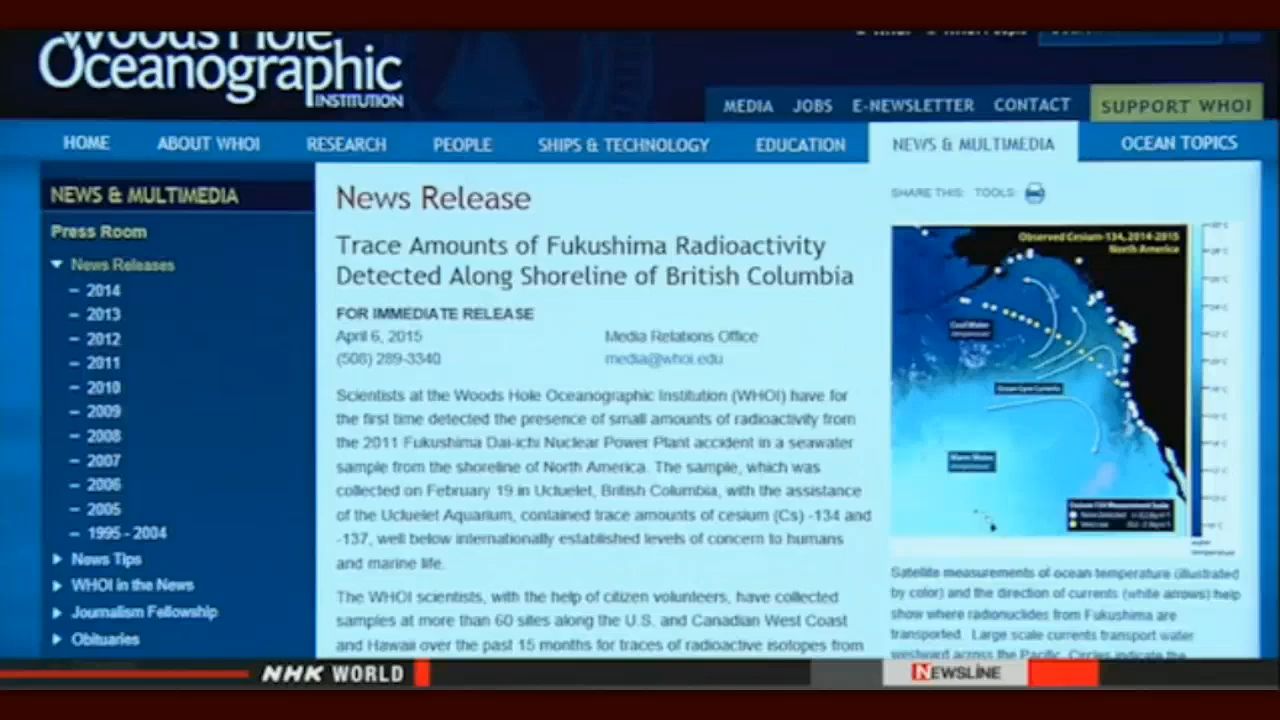 Woods Hole
Oceanographic
INSTITUTION
MEDIA JOBS E-NEWSLETTER CONTACT SUPPORT WHOI
HOME ABOUT WHOI RESEARCH PEOPLE SHIPS & TECHNOLOGY EDUCATION NEWS & MULTIMEDIA OCEAN TOPICS
NEWS & MULTIMEDIA
Press Room
News Releases
– 2014
– 2013
– 2012
– 2011
– 2010
– 2009
– 2008
– 2007
– 2006
– 2005
– 1995 - 2004
News Tips
WHOI in the News
Journalism Fellowship
Obituaries
News Release
Trace Amounts of Fukushima Radioactivity
Detected Along Shoreline of British Columbia
FOR IMMEDIATE RELEASE
April 6, 2015 Media Relations Office
(508) 289-3340 media@whoi.edu
Scientists at the Woods Hole Oceanographic Institution (WHOI) have for
the first time detected the presence of small amounts of radioactivity from
the 2011 Fukushima Dai-ichi Nuclear Power Plant accident in a seawater
sample from the shoreline of North America. The sample, which was
collected on February 19 in Ucluelet, British Columbia, with the assistance
of the Ucluelet Aquarium, contained trace amounts of cesium (Cs) -134 and
-137, well below internationally established levels of concern to humans
and marine life.
The WHOI scientists, with the help of citizen volunteers, have collected
samples at more than 60 sites along the U.S. and Canadian West Coast
and Hawaii over the past 15 months for traces of radioactive isotopes from
SHARE THIS: TOOLS:
Observed Cesium-134, 2014-2015
North America
Cool Water
temperature
Ocean Gyre Currents
Warm Water
temperature
water
temperature
Satellite measurements of ocean temperature (illustrated
by color) and the direction of currents (white arrows) help
show where radionuclides from Fukushima are
transported. Large scale currents transport water
westward across the Pacific. Circles indicate the
NHK WORLD
NEWSLINE